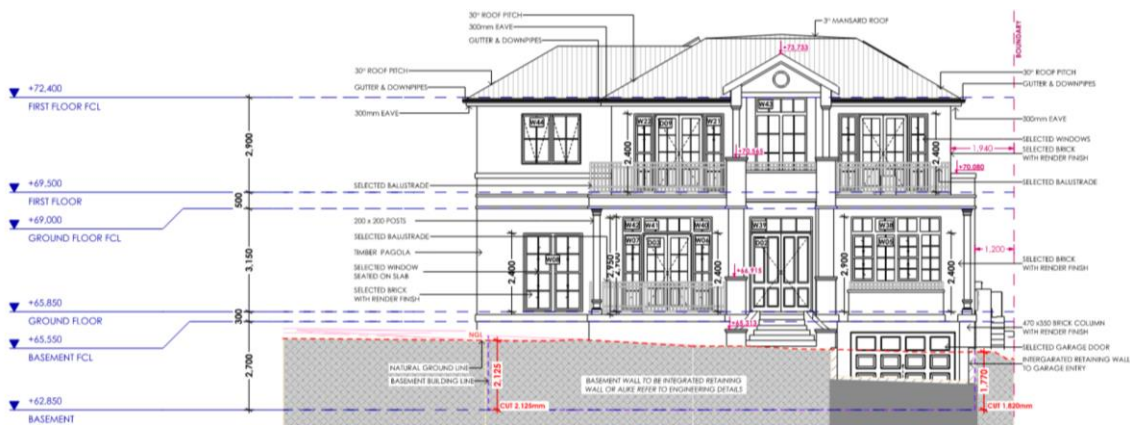 30° ROOF PITCH
300mm EAVE
GUTTER & DOWNPIPES
3° MANSARD ROOF
+73,733
BOUNDARY
30° ROOF PITCH
GUTTER & DOWNPIPES
300mm EAVE
30° ROOF PITCH
GUTTER & DOWNPIPES
300mm EAVE
+72,400
FIRST FLOOR FCL
2,900
W44
W22
D09
W21
W43
2,400
2,400
SELECTED WINDOWS
SELECTED BRICK
WITH RENDER FINISH
1,940
+70,080
SELECTED BALUSTRADE
SELECTED BALUSTRADE
+69,500
FIRST FLOOR
500
+69,000
GROUND FLOOR FCL
200 x 200 POSTS
SELECTED BALUSTRADE
TIMBER PAGOLA
SELECTED WINDOW
SEATED ON SLAB
SELECTED BRICK
WITH RENDER FINISH
3,150
2,400
W08
2,950
2,900
W42
W41
W40
W07
D03
W06
2,400
W39
D02
+66,915
2,900
W38
W05
2,400
1,200
SELECTED BRICK
WITH RENDER FINISH
+65,850
GROUND FLOOR
300
+65,550
BASEMENT FCL
470 x350 BRICK COLUMN
WITH RENDER FINISH
SELECTED GARAGE DOOR
INTERGARATED RETAINING WALL
TO GARAGE ENTRY
NGL
NATURAL GROUND LINE
BASEMENT BUILDING LINE
2,700
2,125
BASEMENT WALL TO BE INTEGRATED RETAINING
WALL OR ALIKE REFER TO ENGINEERING DETAILS
1,770
CUT 2,125mm
CUT 1,820mm
+62,850
BASEMENT